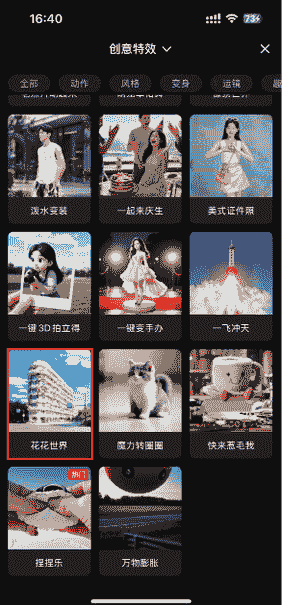 16:40
73
创意特效
全部 动作 风格 变身 运镜 趣
泼水变装 一起来庆生 美式证件照
一键3D拍立得 一键变手办 一飞冲天
花花世界 魔力转圈圈 快来惹毛我
热门
捏捏乐 万物膨胀